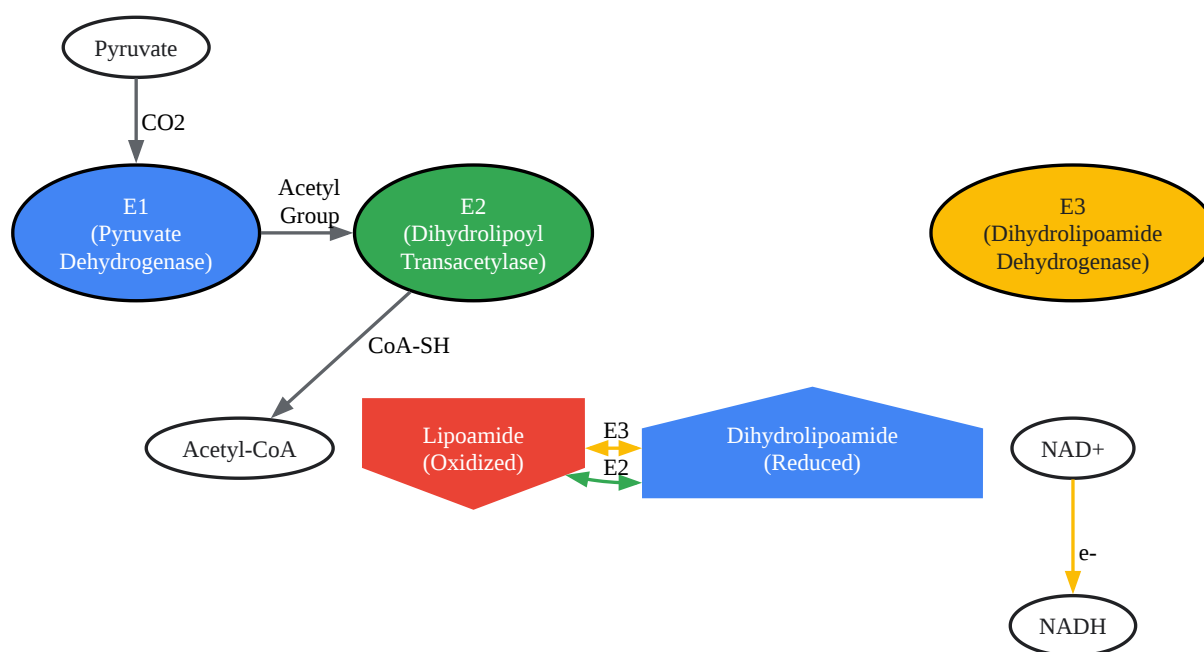 Pyruvate
CO2
E1
(Pyruvate
Dehydrogenase)
Acetyl
Group
E2
(Dihydrolipoyl
Transacetylase)
E3
(Dihydrolipoamide
Dehydrogenase)
CoA-SH
Acetyl-CoA
Lipoamide
(Oxidized)
E3
E2
Dihydrolipoamide
(Reduced)
NAD+
e-
NADH